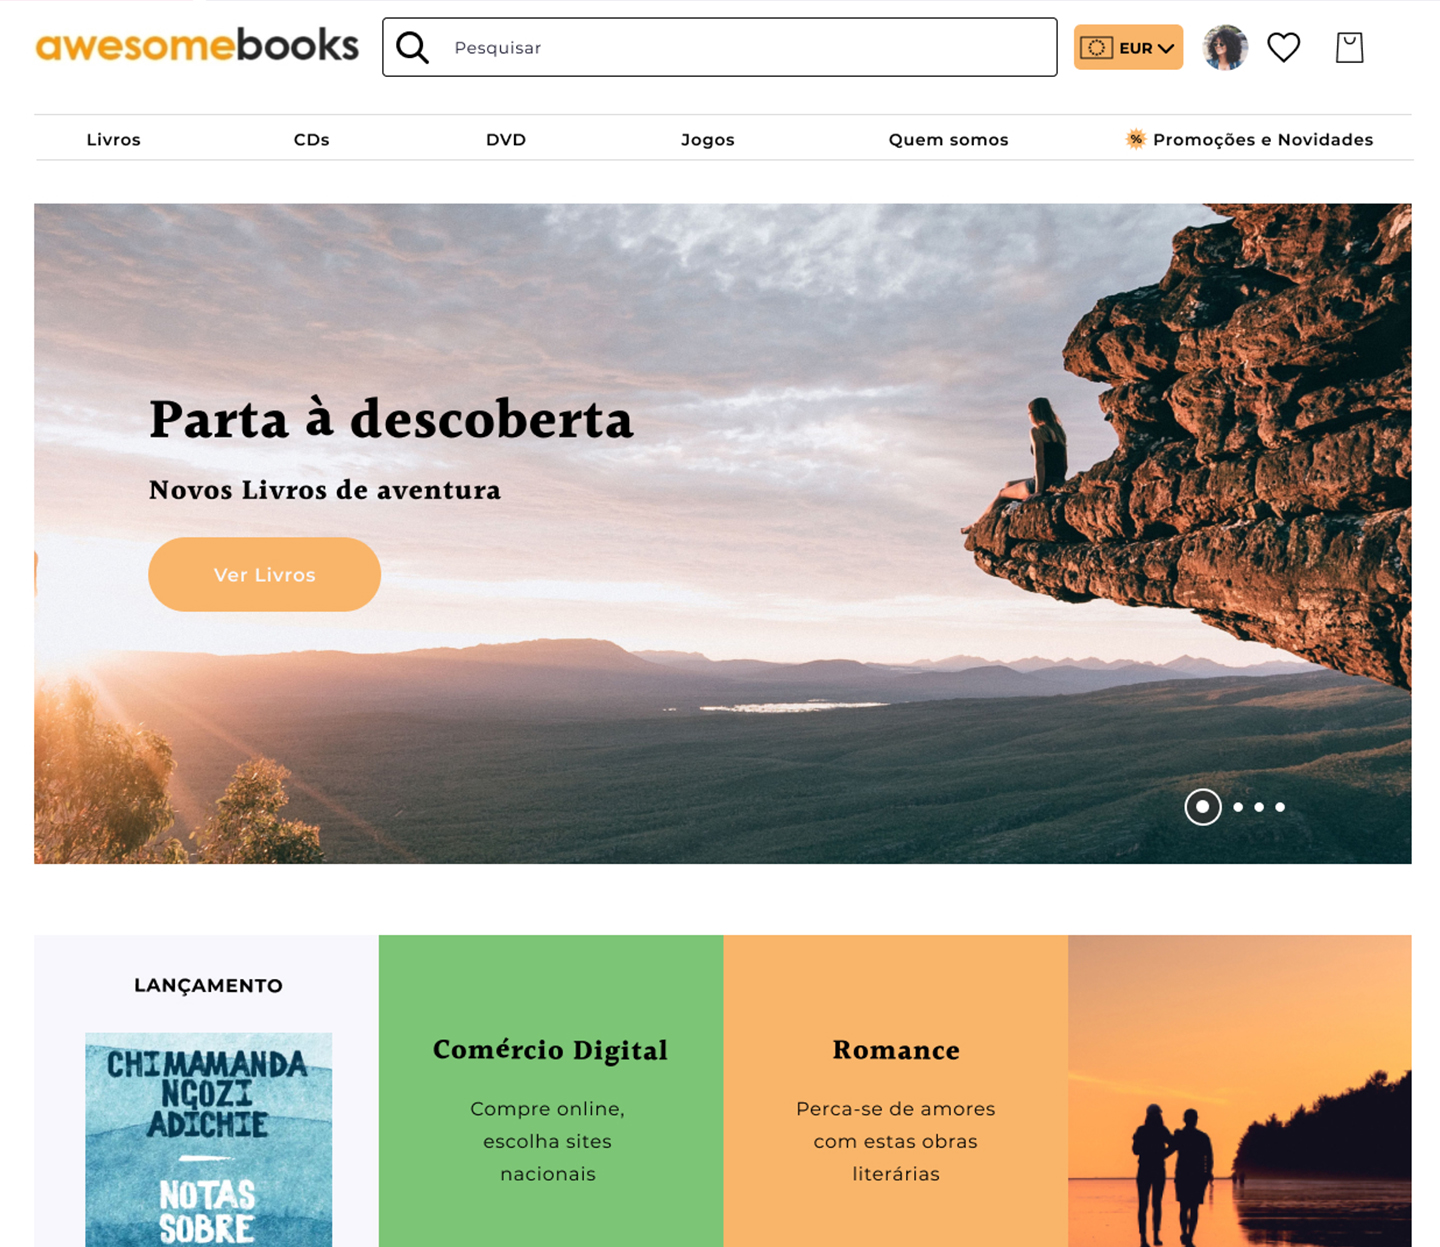 awesomebooks
Pesquisar
EUR
Livros
CDs
DVD
Jogos
Quem somos
% Promoções e Novidades
Parta à descoberta
Novos Livros de aventura
Ver Livros
LANÇAMENTO
CHIMAMANDA
NGOZI
ADICHIE
NOTAS
SOBRE
Comércio Digital
Compre online,
escolha sites
nacionais
Romance
Perca-se de amores
com estas obras
literárias